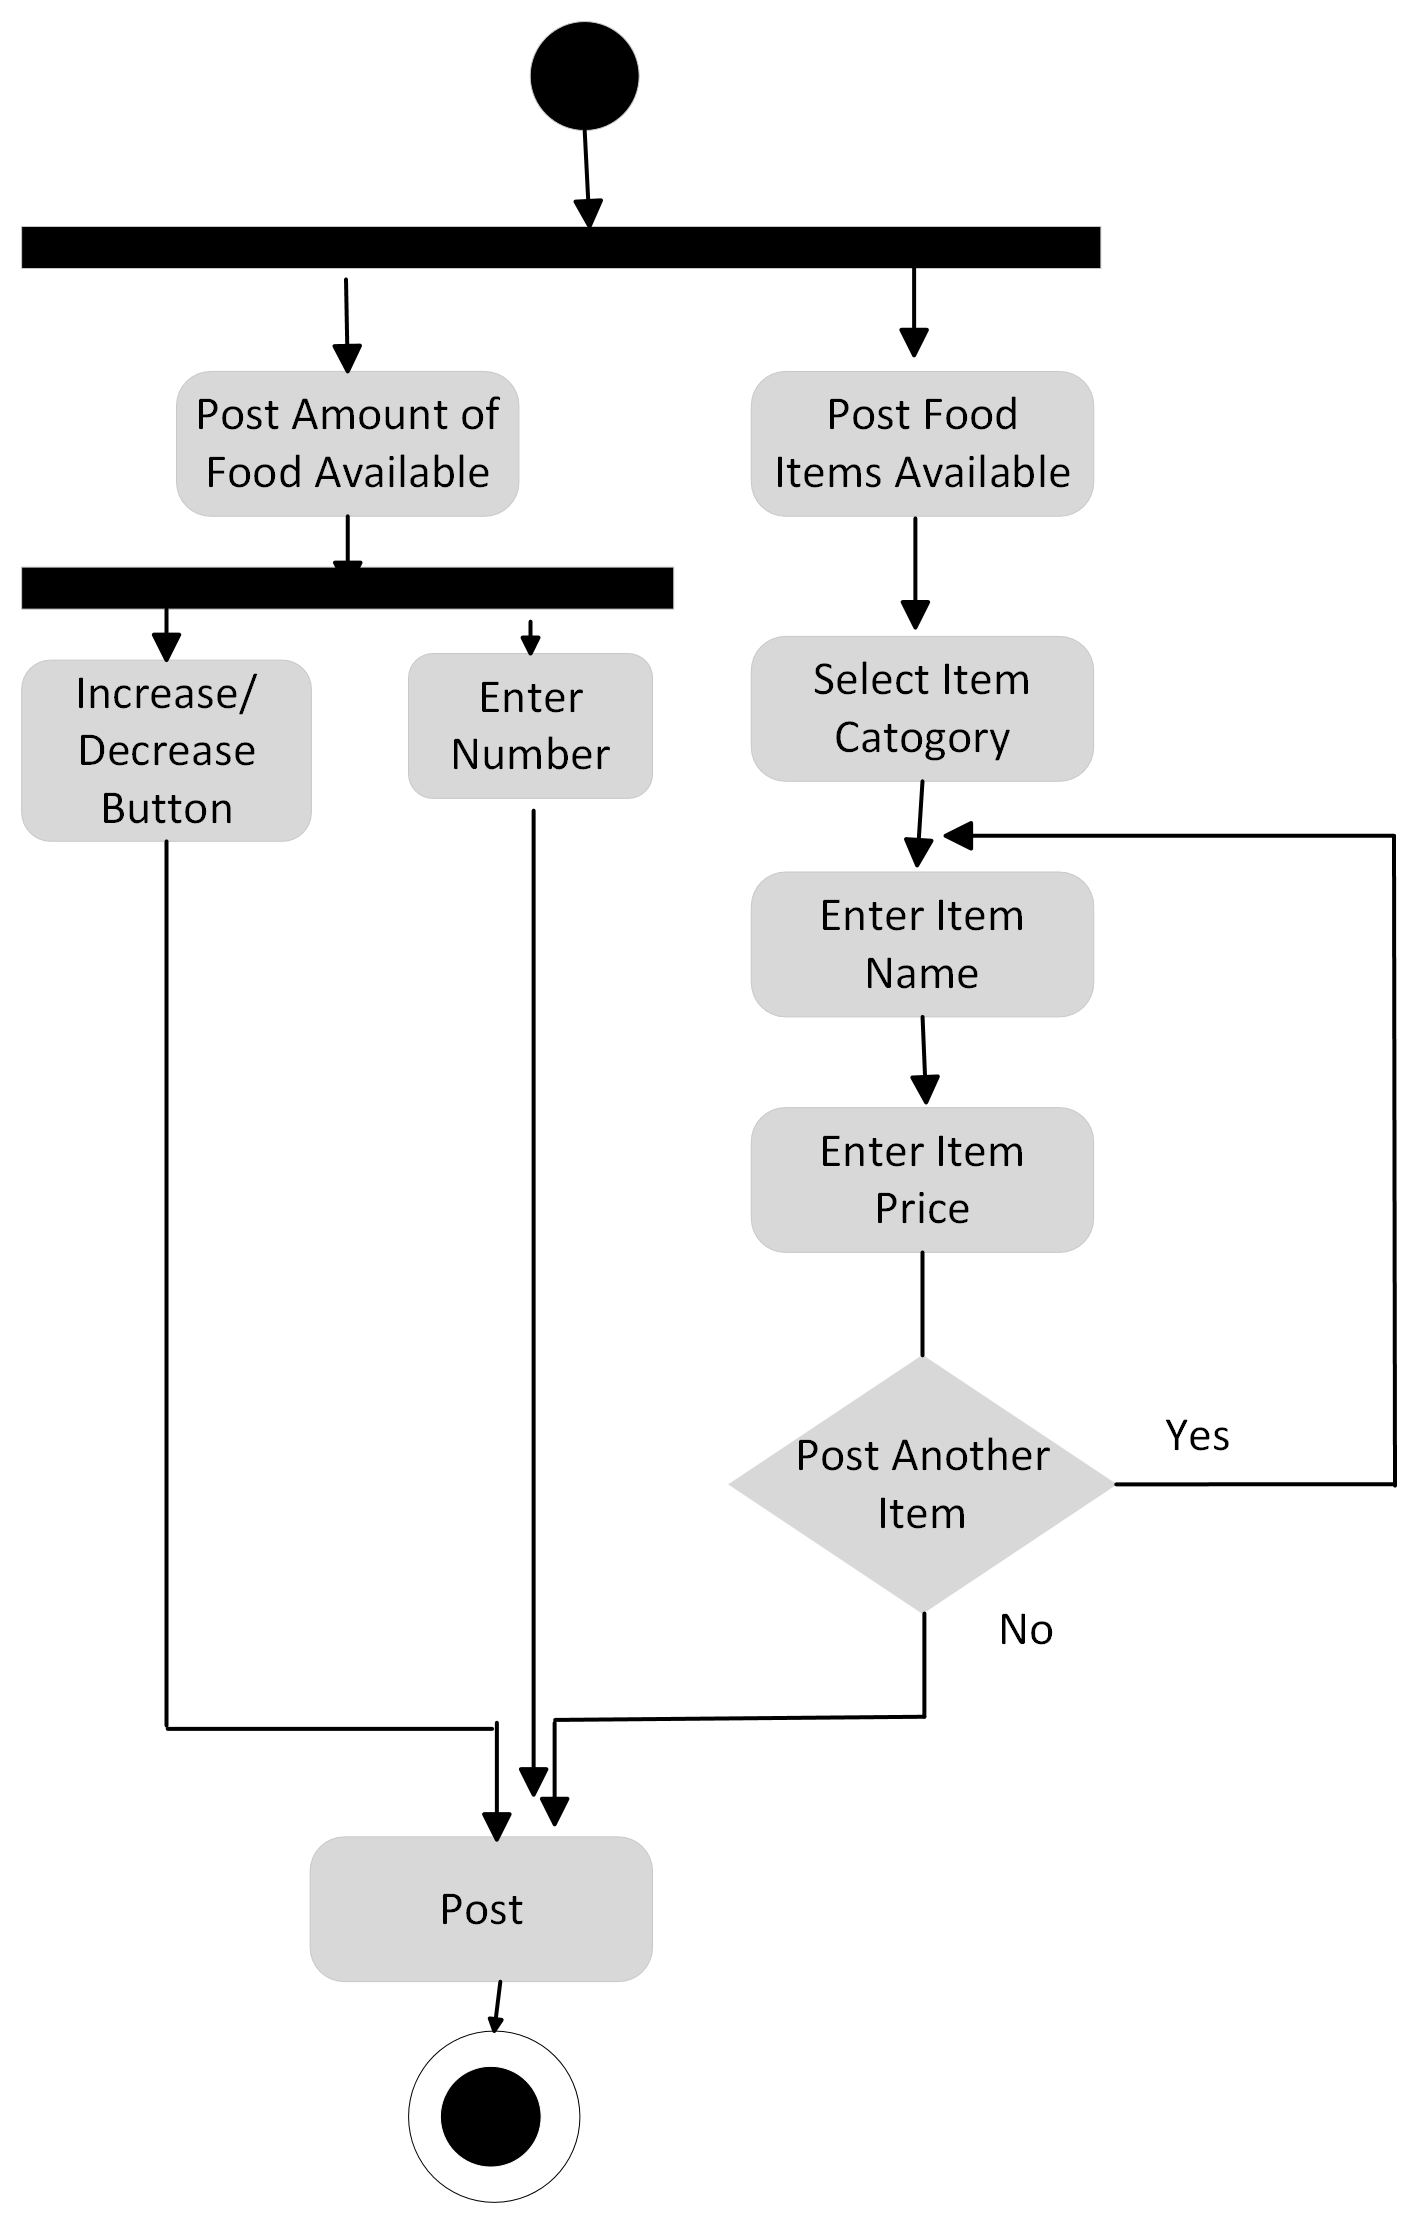 Post Amount of
Food Available
Post Food
Items Available
Increase/
Decrease
Button
Enter
Number
Select Item
Catogory
Enter Item
Name
Enter Item
Price
Post Another
Item
Yes
No
Post